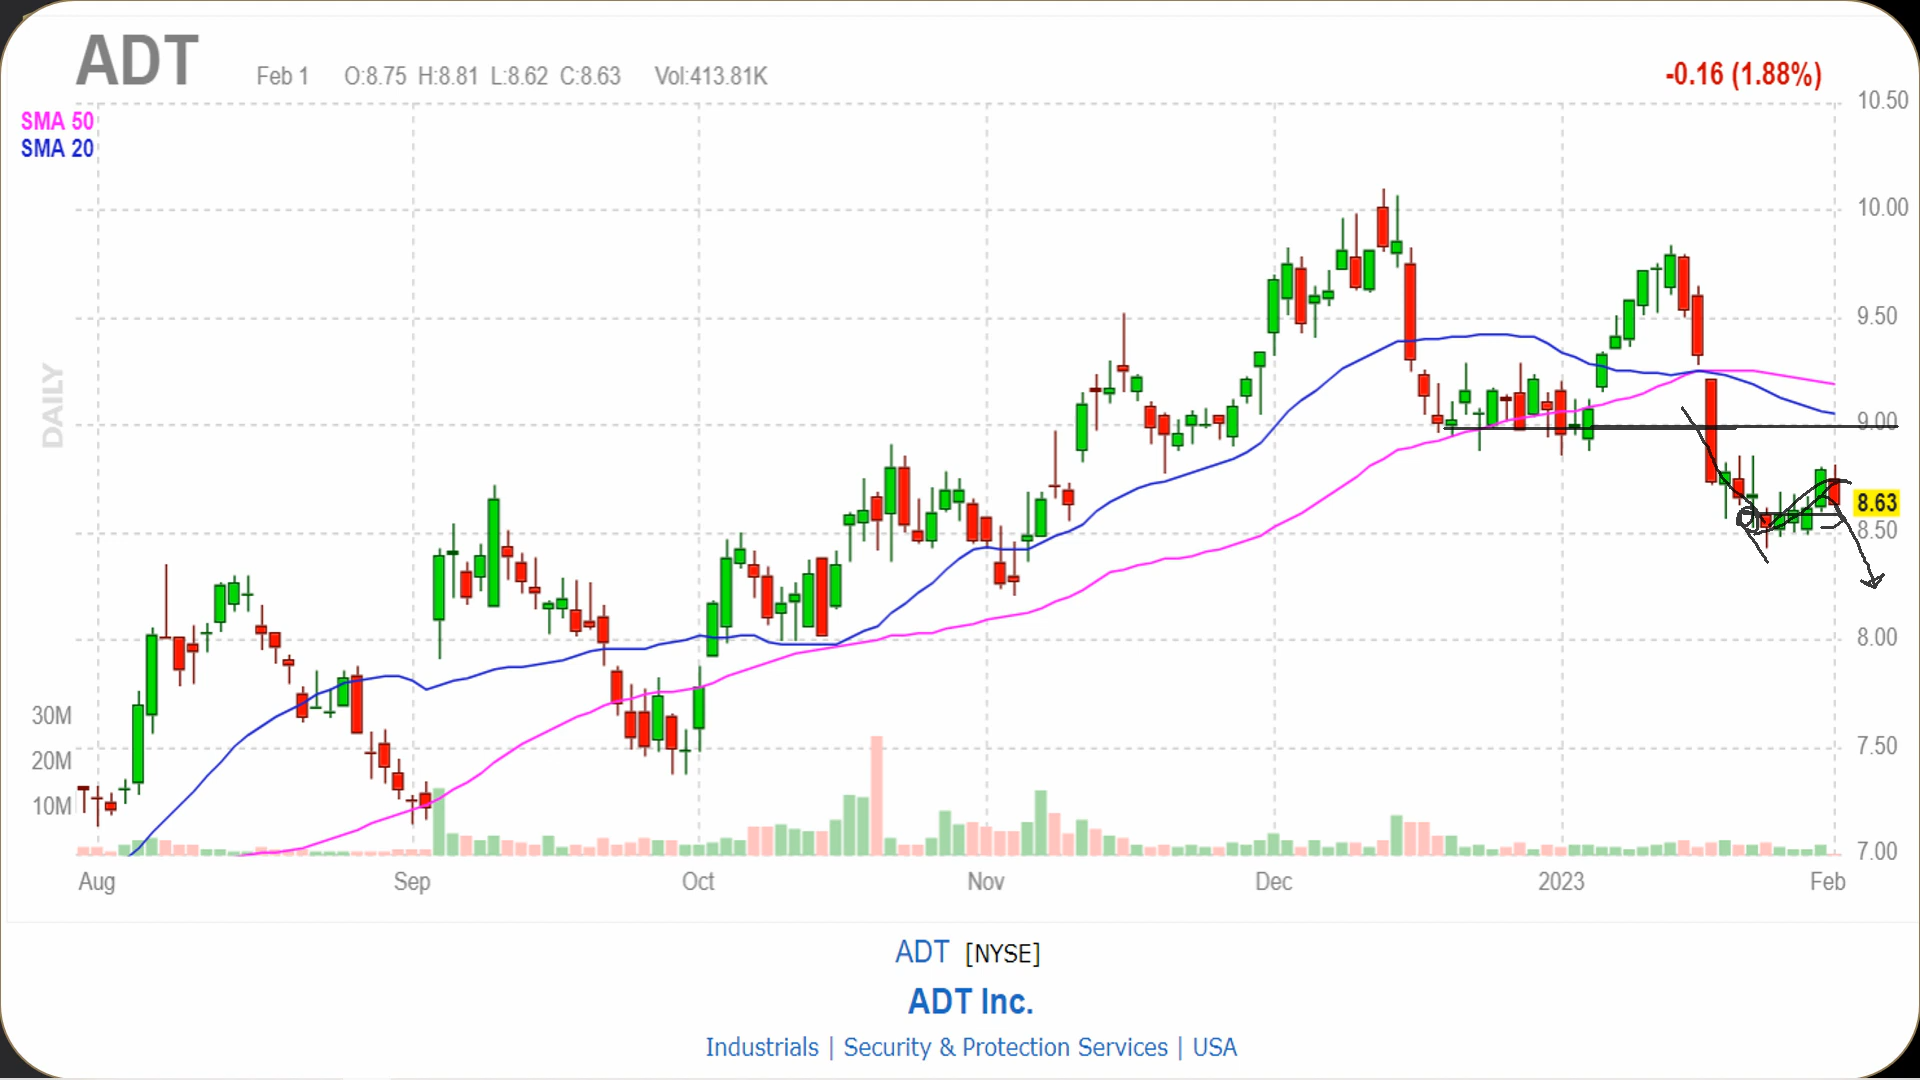 ADT Feb 1 O:8.75 H:8.81 L:8.62 C:8.63 Vol:413.81K -0.16 (1.88%)
SMA 50
SMA 20
10.50
10.00
9.50
9.00
8.63
8.50
8.00
7.50
7.00
DAILY
30M
20M
10M
Aug Sep Oct Nov Dec 2023 Feb
ADT [NYSE]
ADT Inc.
Industrials | Security & Protection Services | USA